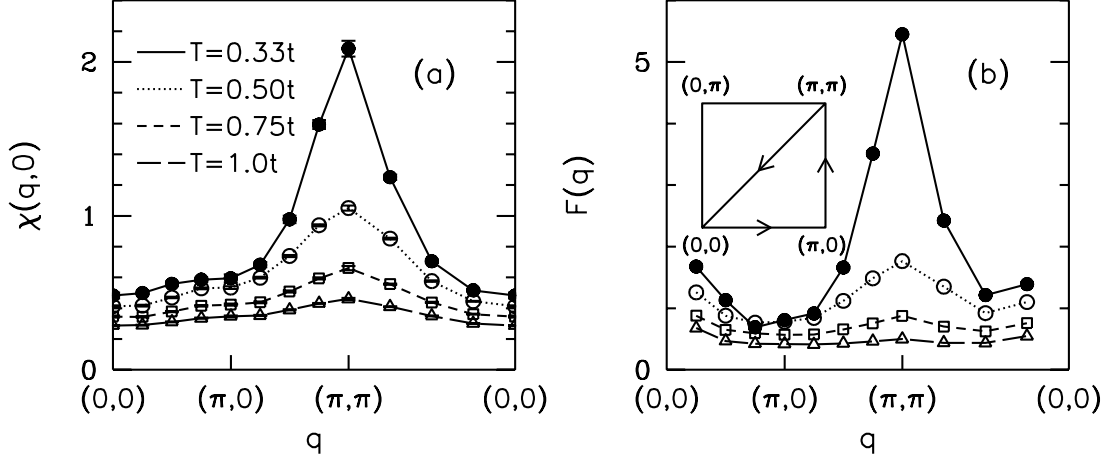 χ(q,0)
2
1
0
T=0.33t
T=0.50t
T=0.75t
T=1.0t
(a)
(0,0) (π,0) (π,π) (0,0)
q
F(q)
5
0
(b)
(0,π) (π,π)
(0,0) (π,0)
(0,0) (π,0) (π,π) (0,0)
q